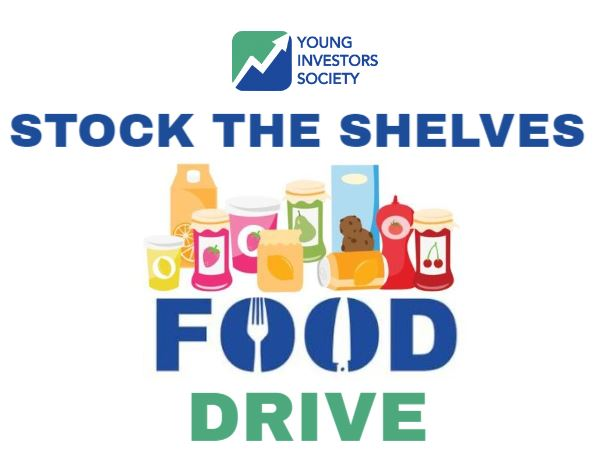 YOUNG
INVESTORS
SOCIETY
STOCK THE SHELVES
FOOD
DRIVE